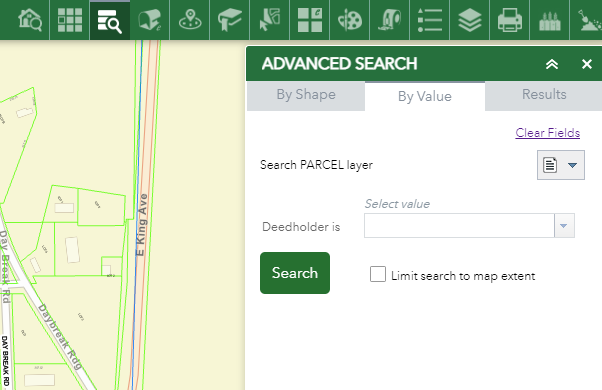 ADVANCED SEARCH
By Shape
By Value
Results
Clear Fields
Search PARCEL layer
Select value
Deedholder is
Search
Limit search to map extent
E King Ave
Day Break Rd
Daybreak Rdg
DAY BREAK RD